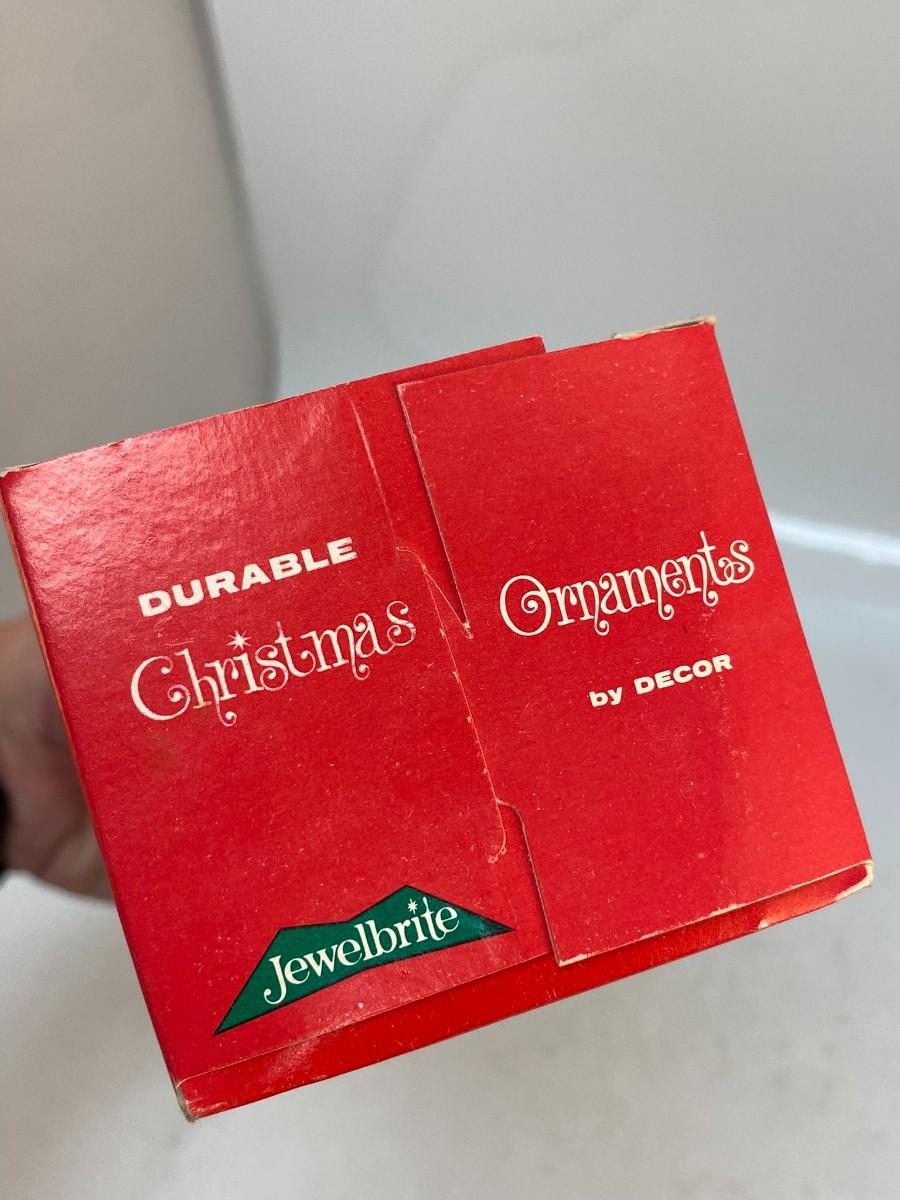 DURABLE
Christmas
Ornaments
by DECOR
Jewelbrite